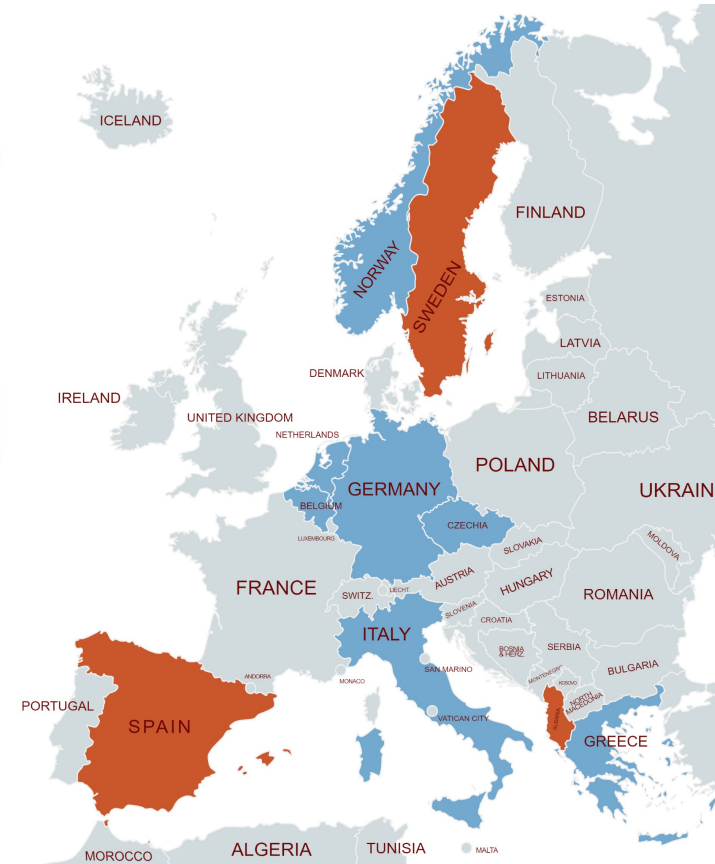 ICELAND
FINLAND
NORWAY
SWEDEN
ESTONIA
LATVIA
DENMARK
LITHUANIA
IRELAND
UNITED KINGDOM
BELARUS
NETHERLANDS
POLAND
GERMANY
UKRAIN
BELGIUM
CZECHIA
LUXEMBOURG
SLOVAKIA
MOLDOVA
AUSTRIA
HUNGARY
FRANCE
SWITZ.
LIECHT.
ROMANIA
SLOVENIA
CROATIA
ITALY
BOSNIA
& HERZ.
SERBIA
SAN MARINO
BULGARIA
ANDORRA
MONACO
MONTENEGRO
KOSOVO
PORTUGAL
SPAIN
VATICAN CITY
ALBANIA
NORTH
MACEDONIA
GREECE
MOROCCO
ALGERIA
TUNISIA
MALTA